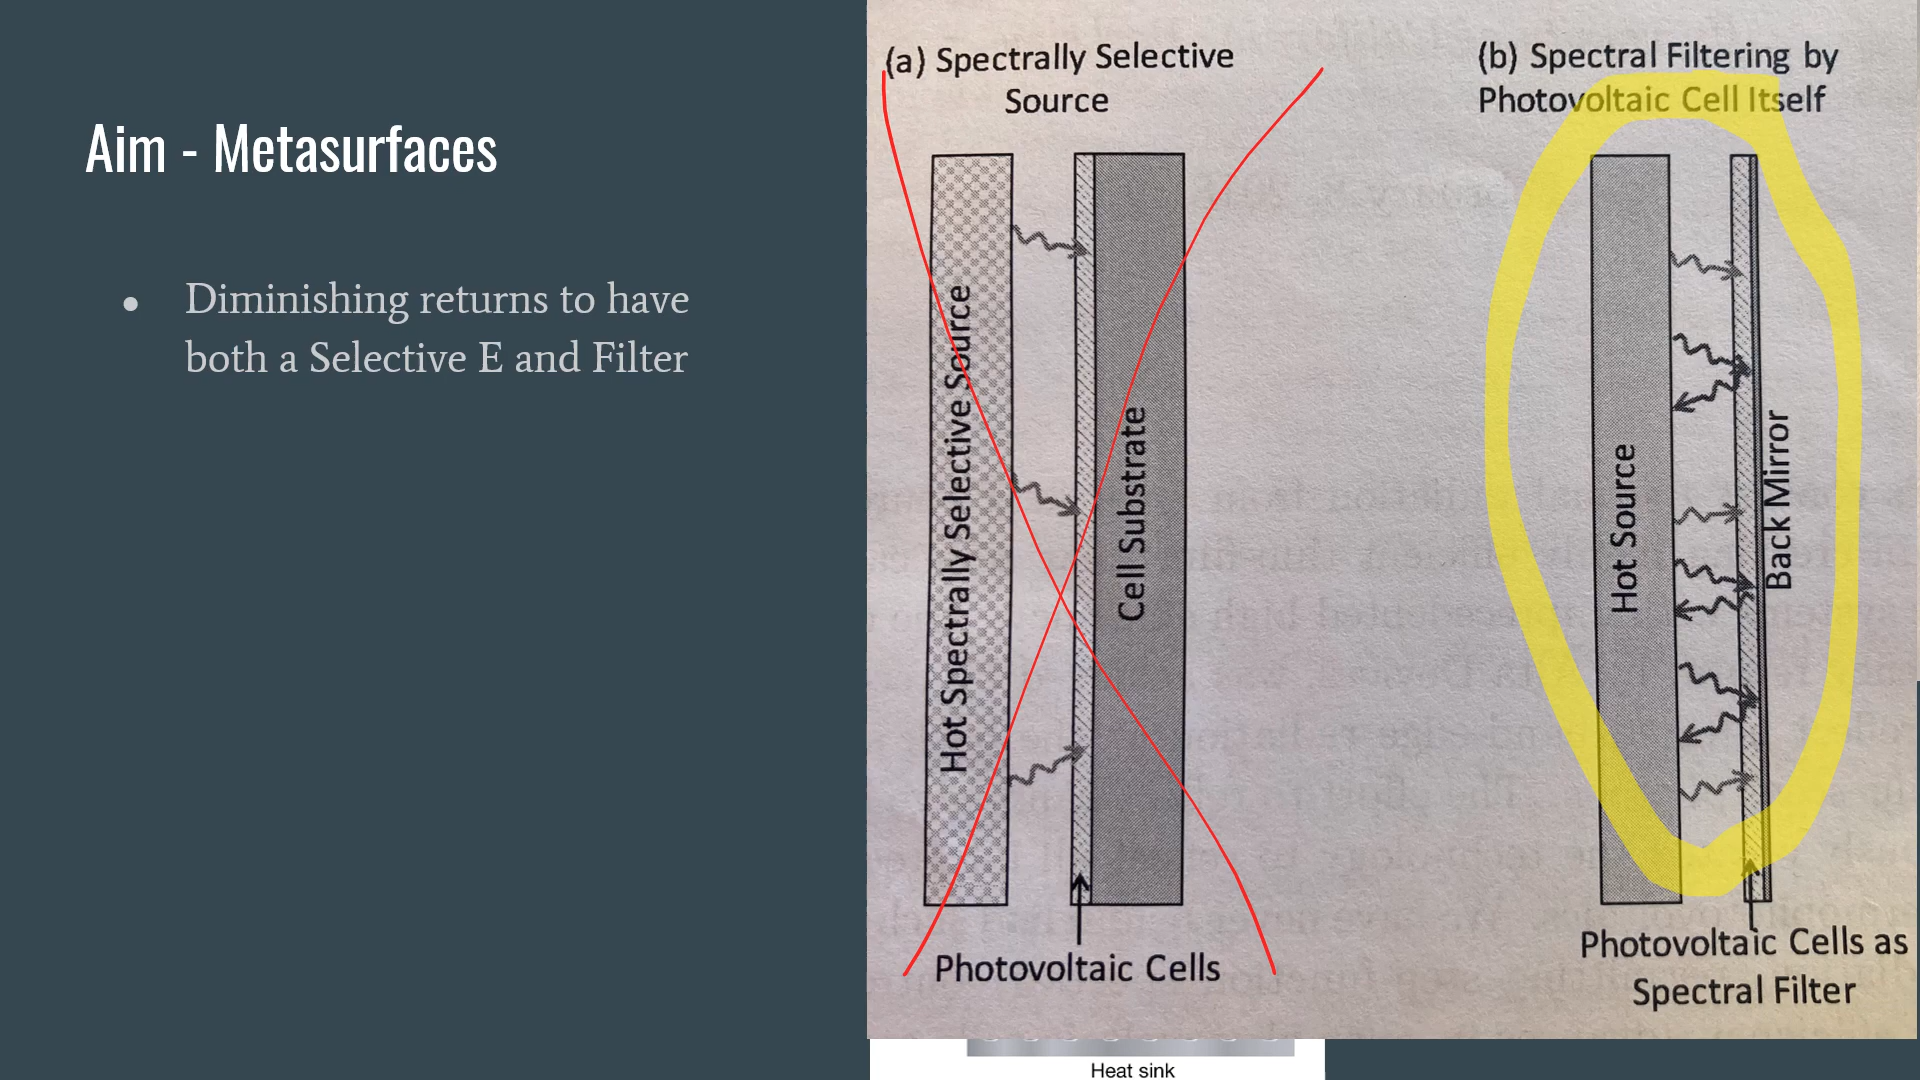 Aim - Metasurfaces
● Diminishing returns to have
both a Selective E and Filter
(a) Spectrally Selective
Source
Hot Spectrally Selective Source
Cell Substrate
Photovoltaic Cells
(b) Spectral Filtering by
Photovoltaic Cell Itself
Hot Source
Back Mirror
Photovoltaic Cells as
Spectral Filter
Heat sink